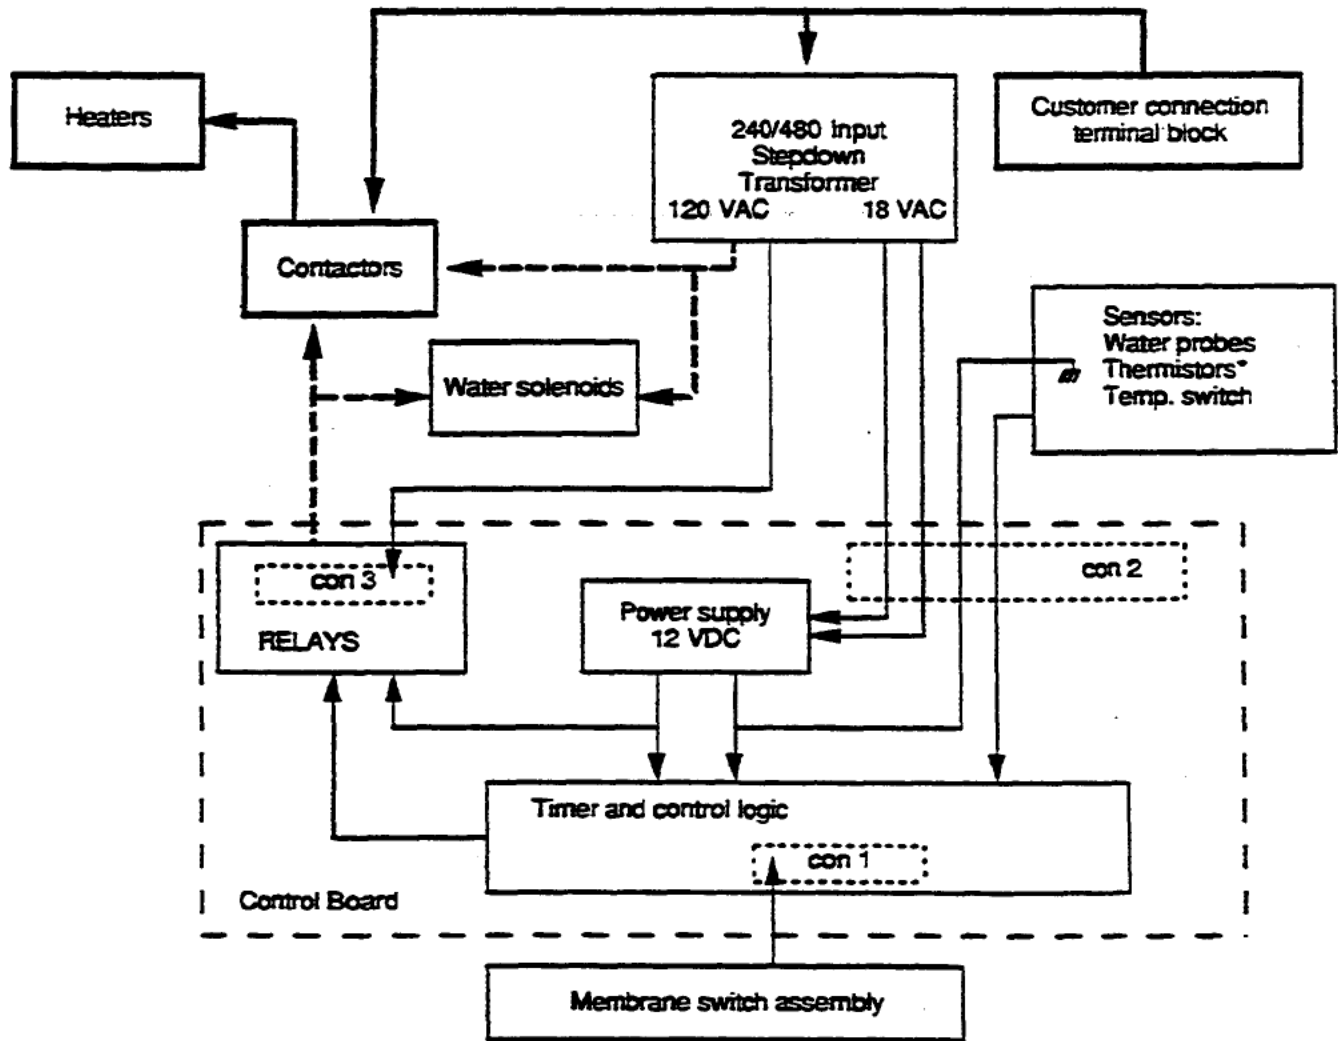 Heaters
240/480 Input
Stepdown
Transformer
120 VAC 18 VAC
Customer connection
terminal block
Contactors
Sensors:
Water probes
Thermistors*
Temp. switch
Water solenoids
con 3
RELAYS
Power supply
12 VDC
con 2
Timer and control logic
con 1
Control Board
Membrane switch assembly